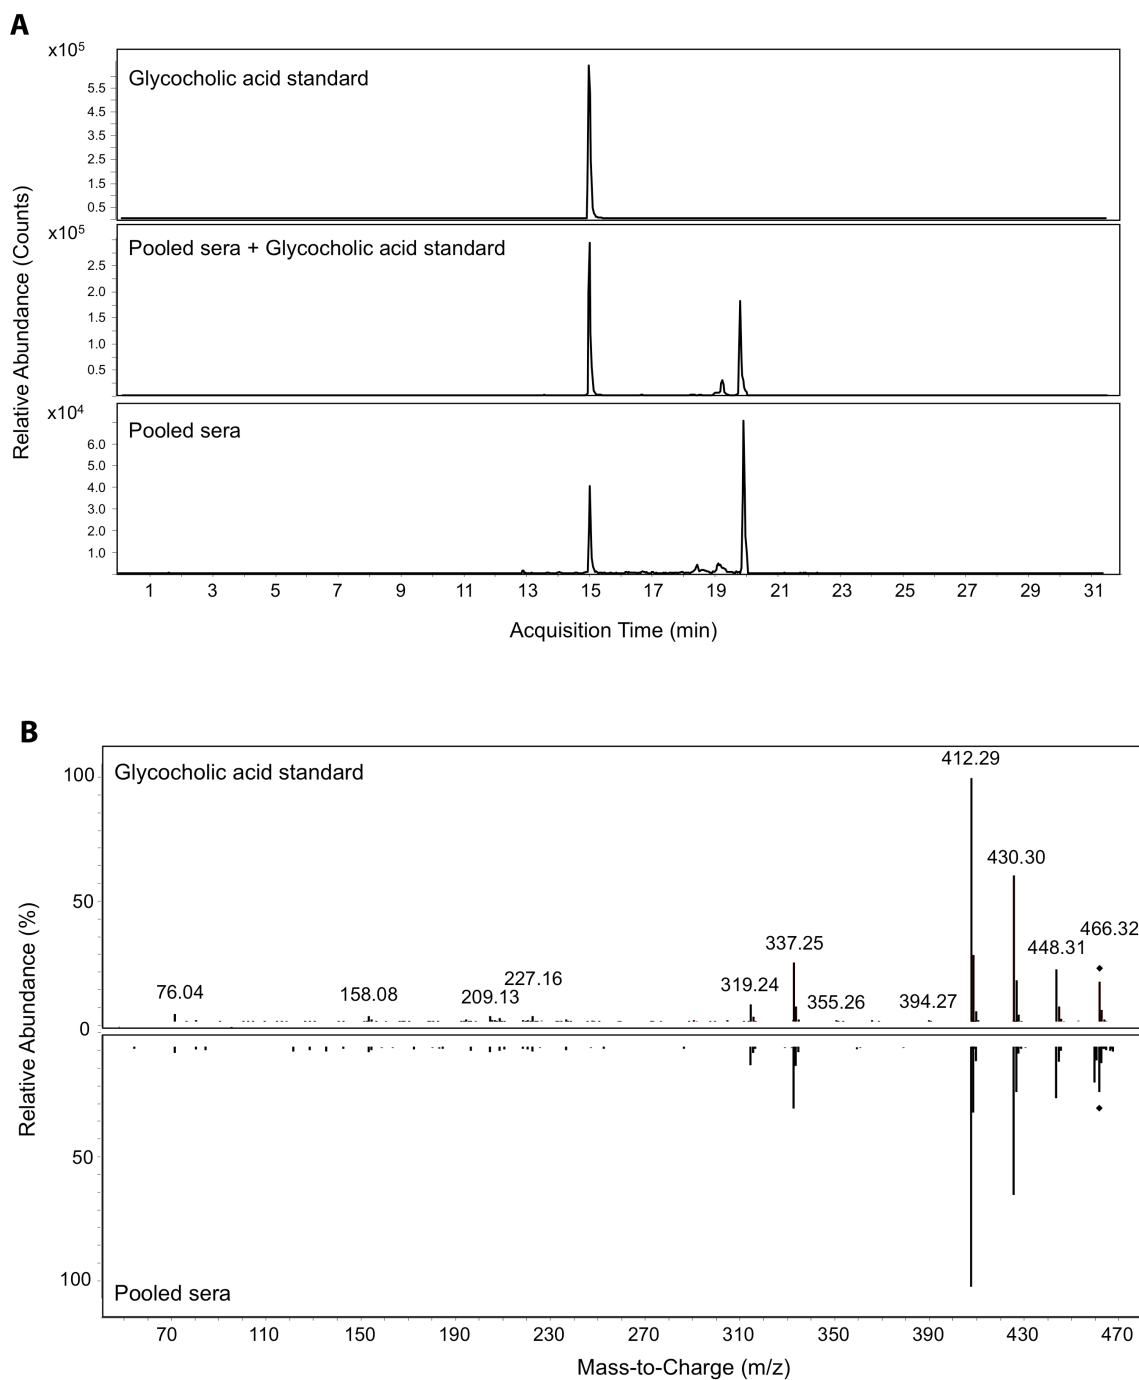 A
x10⁵
Glycocholic acid standard
5.5
4.5
3.5
2.5
1.5
0.5
x10⁵
Pooled sera + Glycocholic acid standard
2.5
2.0
1.5
1.0
0.5
x10⁴
Pooled sera
6.0
5.0
4.0
3.0
2.0
1.0
Relative Abundance (Counts)
1 3 5 7 9 11 13 15 17 19 21 23 25 27 29 31
Acquisition Time (min)
B
Glycocholic acid standard
100
50
0
412.29
430.30
466.32
448.31
337.25
227.16
319.24
76.04
158.08
209.13
355.26
394.27
Relative Abundance (%)
50
100
Pooled sera
70 110 150 190 230 270 310 350 390 430 470
Mass-to-Charge (m/z)